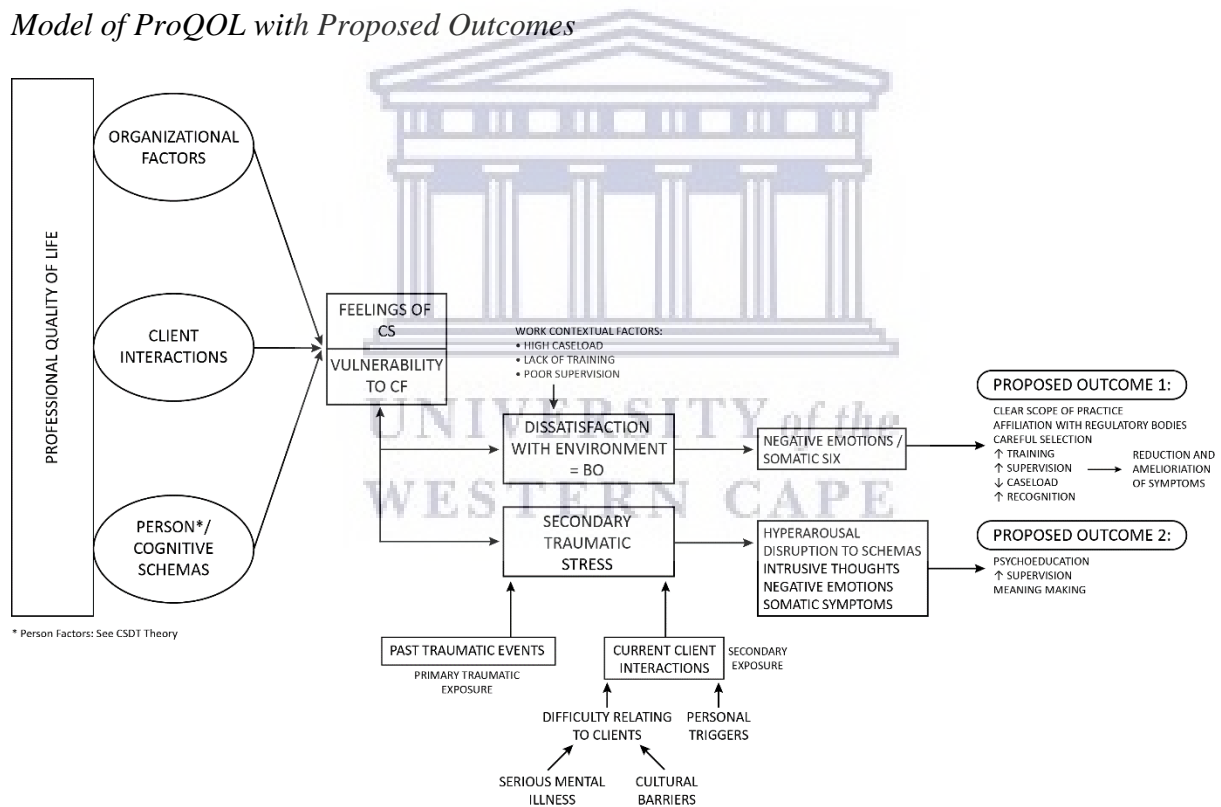 Model of ProQOL with Proposed Outcomes
PROFESSIONAL QUALITY OF LIFE
ORGANIZATIONAL
FACTORS
CLIENT
INTERACTIONS
PERSON*/
COGNITIVE
SCHEMAS
* Person Factors: See CSDT Theory
FEELINGS OF
CS
VULNERABILITY
TO CF
WORK CONTEXTUAL FACTORS:
• HIGH CASELOAD
• LACK OF TRAINING
• POOR SUPERVISION
DISSATISFACTION
WITH ENVIRONMENT
= BO
NEGATIVE EMOTIONS /
SOMATIC SIX
PROPOSED OUTCOME 1:
CLEAR SCOPE OF PRACTICE
AFFILIATION WITH REGULATORY BODIES
CAREFUL SELECTION
↑ TRAINING
↑ SUPERVISION
↓ CASELOAD
↑ RECOGNITION
REDUCTION AND
AMELIORATION
OF SYMPTOMS
SECONDARY
TRAUMATIC
STRESS
HYPERAROUSAL
DISRUPTION TO SCHEMAS
INTRUSIVE THOUGHTS
NEGATIVE EMOTIONS
SOMATIC SYMPTOMS
PROPOSED OUTCOME 2:
PSYCHOEDUCATION
↑ SUPERVISION
MEANING MAKING
PAST TRAUMATIC EVENTS
PRIMARY TRAUMATIC
EXPOSURE
CURRENT CLIENT
INTERACTIONS
SECONDARY
EXPOSURE
DIFFICULTY RELATING
TO CLIENTS
PERSONAL
TRIGGERS
SERIOUS MENTAL
ILLNESS
CULTURAL
BARRIERS
UNIVERSITY of the
WESTERN CAPE